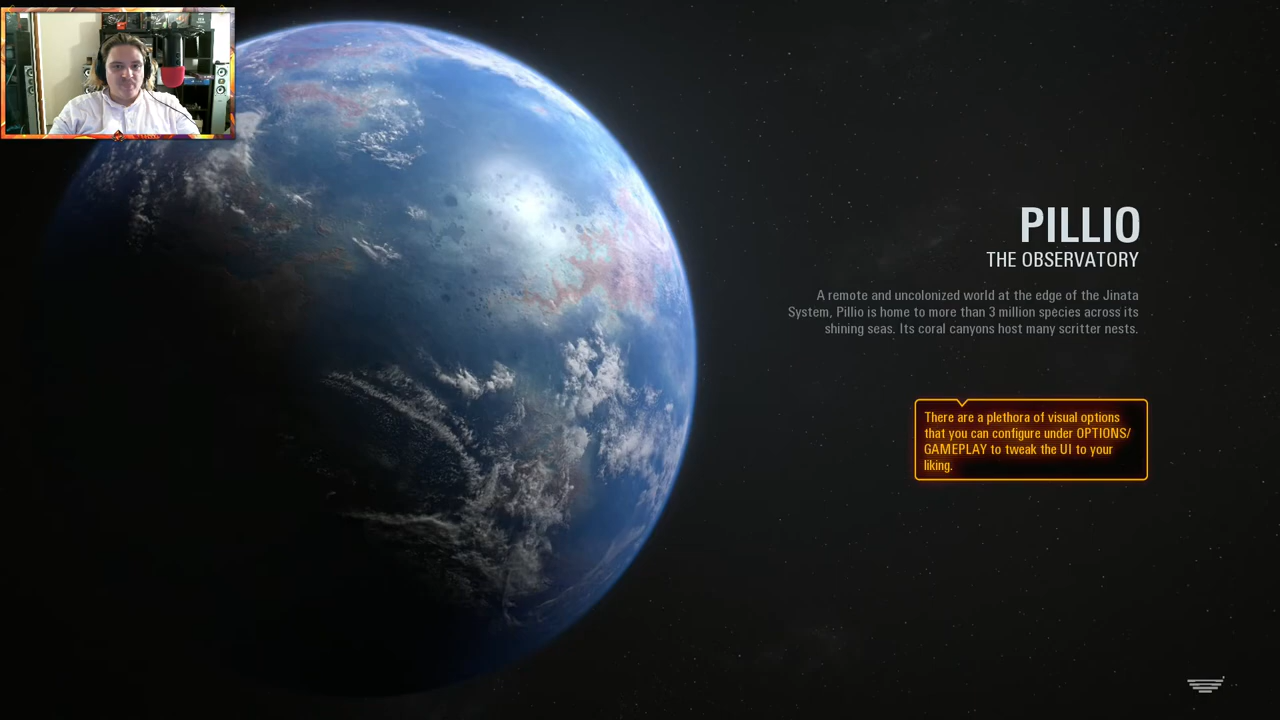 PILLIO
THE OBSERVATORY
A remote and uncolonized world at the edge of the Jinata
System, Pillio is home to more than 3 million species across its
shining seas. Its coral canyons host many scritter nests.
There are a plethora of visual options
that you can configure under OPTIONS/
GAMEPLAY to tweak the UI to your
liking.